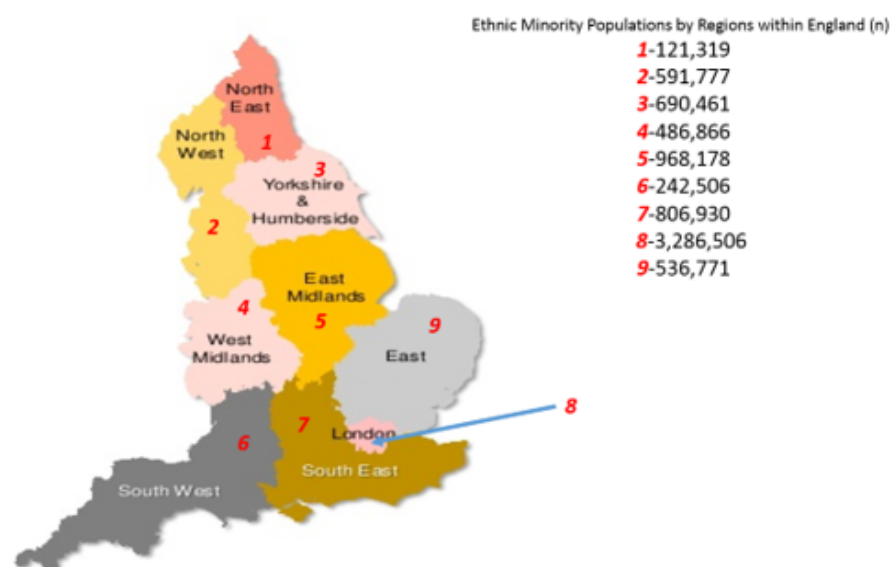 Ethnic Minority Populations by Regions within England (n)
1-121,319
2-591,777
3-690,461
4-486,866
5-968,178
6-242,506
7-806,930
8-3,286,506
9-536,771
North
East
1
North
West
3
Yorkshire
&
Humberside
2
East
Midlands
4
5
9
West
Midlands
East
8
7
6
London
South East
South West